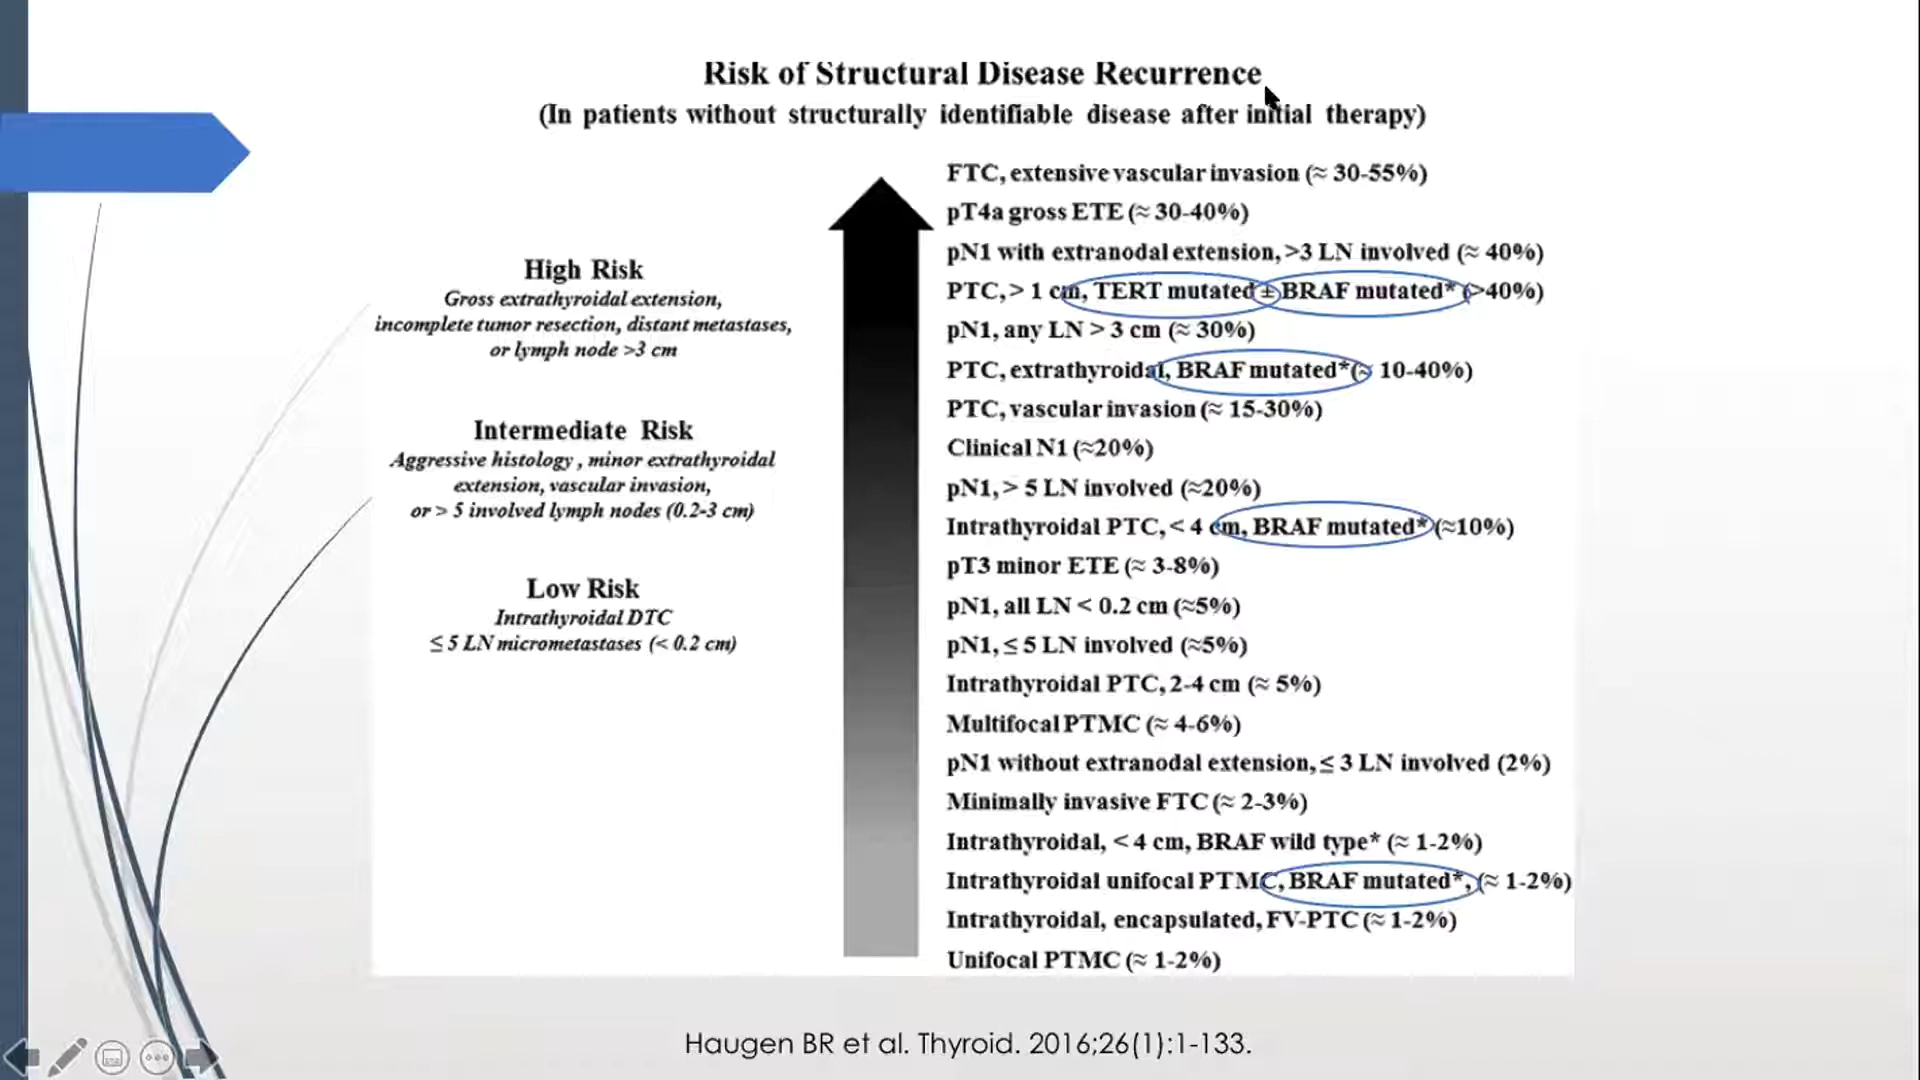 Risk of Structural Disease Recurrence
(In patients without structurally identifiable disease after initial therapy)
High Risk
Gross extrathyroidal extension,
incomplete tumor resection, distant metastases,
or lymph node >3 cm
Intermediate Risk
Aggressive histology, minor extrathyroidal
extension, vascular invasion,
or > 5 involved lymph nodes (0.2-3 cm)
Low Risk
Intrathyroidal DTC
≤ 5 LN micrometastases (< 0.2 cm)
FTC, extensive vascular invasion (≈ 30-55%)
pT4a gross ETE (≈ 30-40%)
pN1 with extranodal extension, >3 LN involved (≈ 40%)
PTC, > 1 cm, TERT mutated ± BRAF mutated* (>40%)
pN1, any LN > 3 cm (≈ 30%)
PTC, extrathyroidal, BRAF mutated*(≈ 10-40%)
PTC, vascular invasion (≈ 15-30%)
Clinical N1 (≈20%)
pN1, > 5 LN involved (≈20%)
Intrathyroidal PTC, < 4 cm, BRAF mutated* (≈10%)
pT3 minor ETE (≈ 3-8%)
pN1, all LN < 0.2 cm (≈5%)
pN1, ≤ 5 LN involved (≈5%)
Intrathyroidal PTC, 2-4 cm (≈ 5%)
Multifocal PTMC (≈ 4-6%)
pN1 without extranodal extension, ≤ 3 LN involved (2%)
Minimally invasive FTC (≈ 2-3%)
Intrathyroidal, < 4 cm, BRAF wild type* (≈ 1-2%)
Intrathyroidal unifocal PTMC, BRAF mutated*, (≈ 1-2%)
Intrathyroidal, encapsulated, FV-PTC (≈ 1-2%)
Unifocal PTMC (≈ 1-2%)
Haugen BR et al. Thyroid. 2016;26(1):1-133.